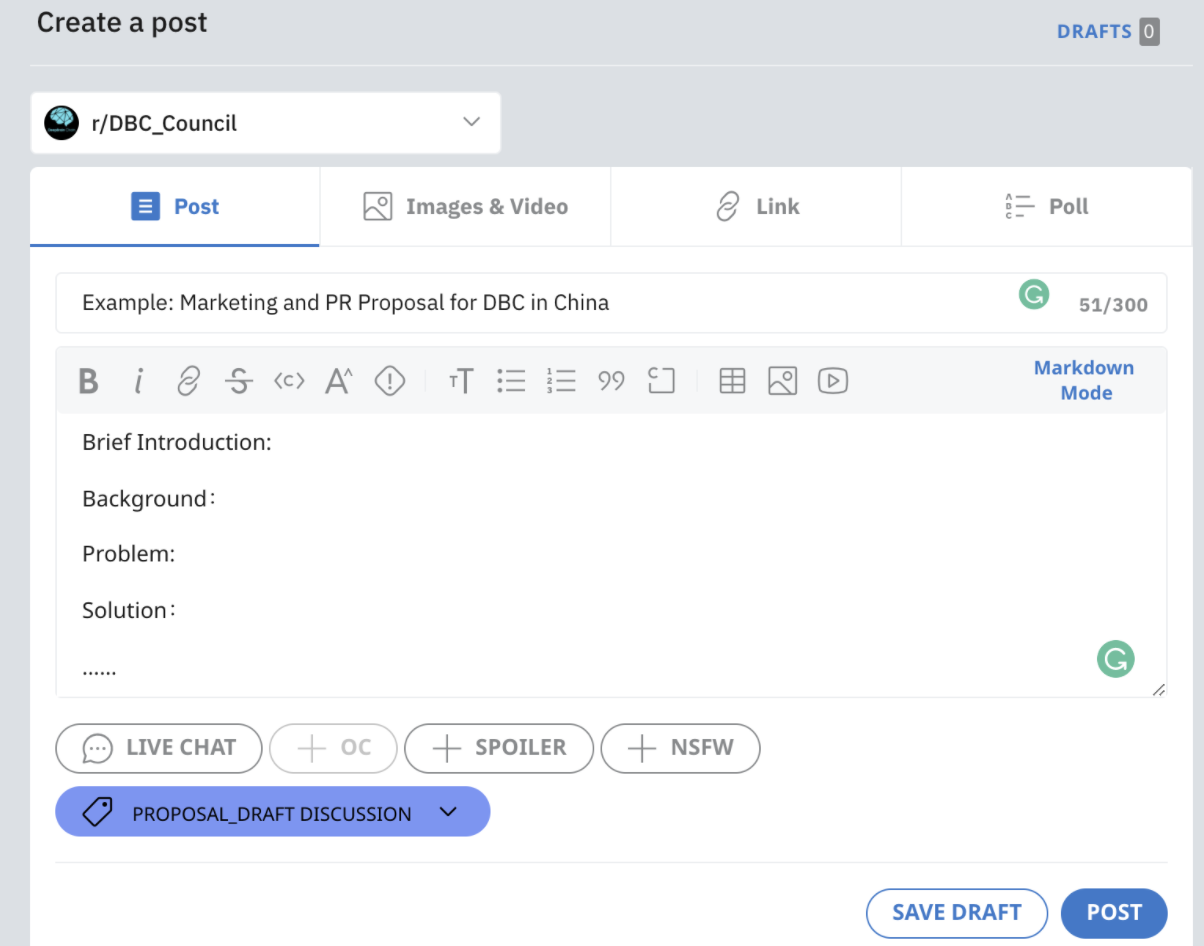 Create a post
DRAFTS 0
r/DBC_Council
Post
Images & Video
Link
Poll
Example: Marketing and PR Proposal for DBC in China
51/300
Markdown
Mode
Brief Introduction:
Background：
Problem:
Solution：
......
LIVE CHAT
OC
SPOILER
NSFW
PROPOSAL_DRAFT DISCUSSION
SAVE DRAFT
POST